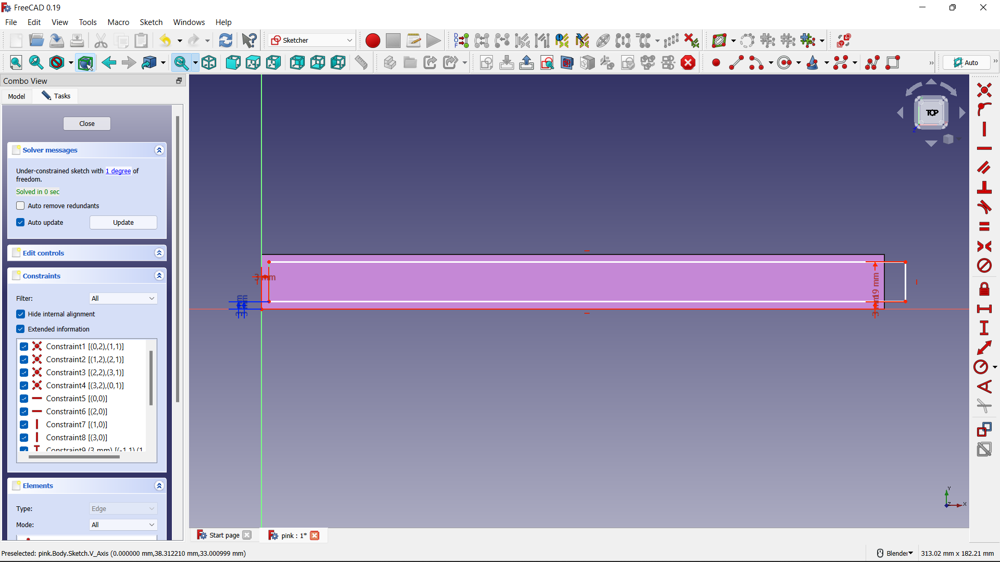 FreeCAD 0.19
File Edit View Tools Macro Sketch Windows Help
Sketcher
Auto
Combo View
Model Tasks
Close
Solver messages
Under-constrained sketch with 1 degree of
freedom.
Solved in 0 sec
Auto remove redundants
Auto update Update
Edit controls
Constraints
Filter: All
Hide internal alignment
Extended information
Constraint1 [(0,2),(1,1)]
Constraint2 [(1,2),(2,1)]
Constraint3 [(2,2),(3,1)]
Constraint4 [(3,2),(0,1)]
Constraint5 [(0,0)]
Constraint6 [(2,0)]
Constraint7 [(1,0)]
Constraint8 [(3,0)]
Constraint9 (3 mm) [(-1,1),(1
Elements
Type: Edge
Mode: All
TOP
Z
3 mm
19 mm
Y
Z
X
Start page
pink : 1*
Preselected: pink.Body.Sketch.V_Axis (0.000000 mm,38.312210 mm,33.000999 mm)
Blender
313.02 mm x 182.21 mm